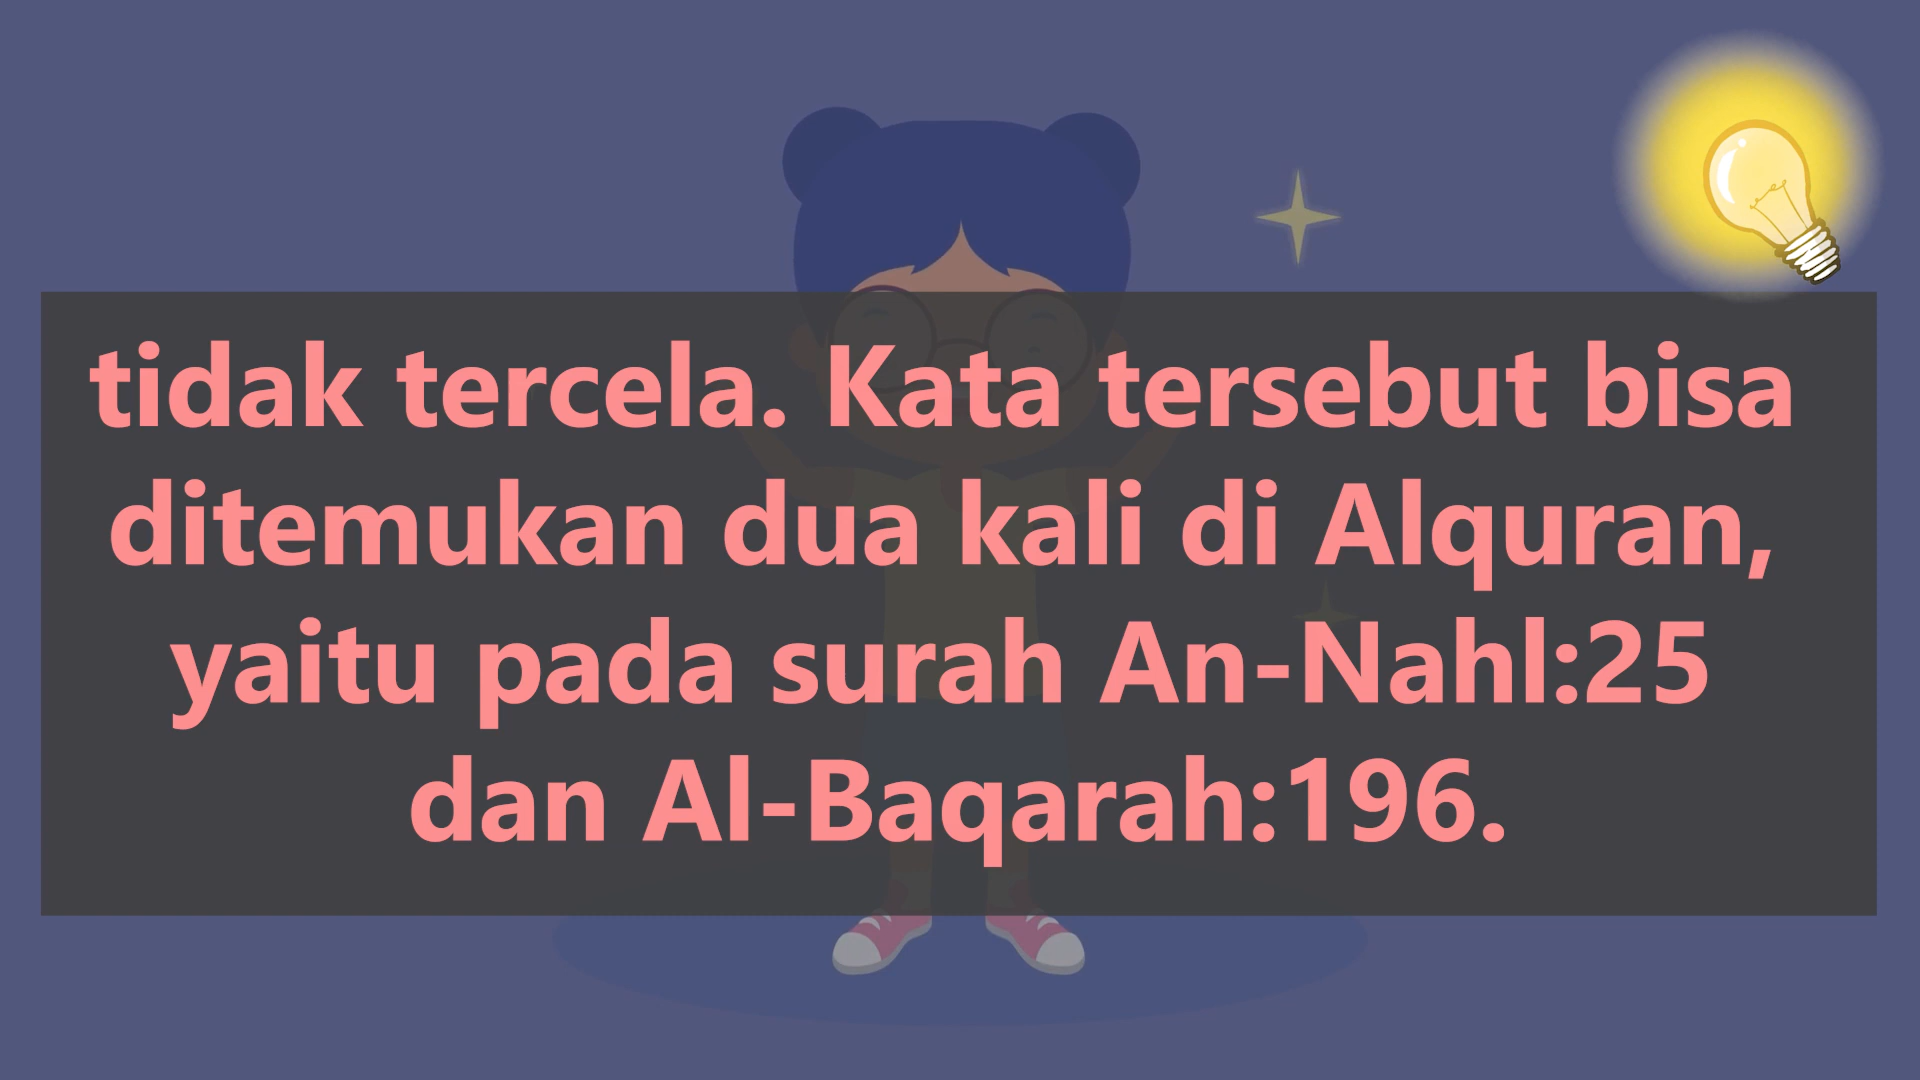 tidak tercela. Kata tersebut bisa
ditemukan dua kali di Alquran,
yaitu pada surah An-Nahl:25
dan Al-Baqarah:196.